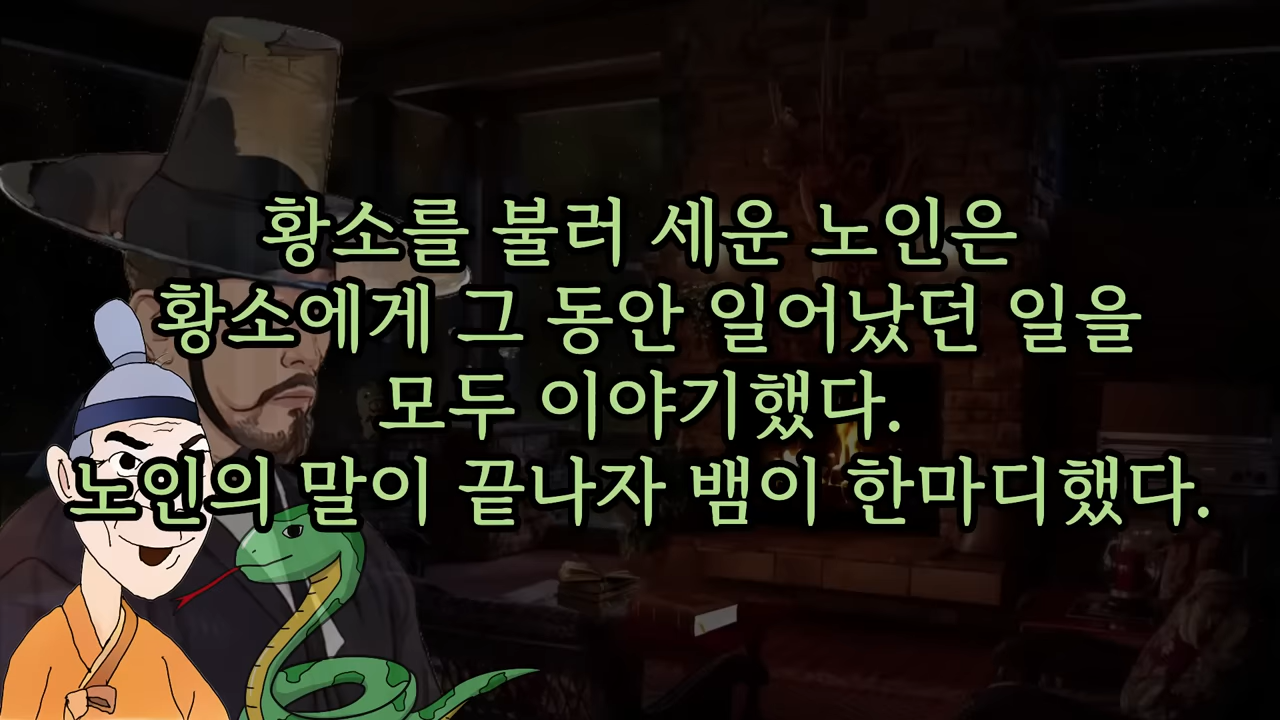 황소를 불러 세운 노인은
황소에게 그 동안 일어났던 일을
모두 이야기했다.
노인의 말이 끝나자 뱀이 한마디했다.